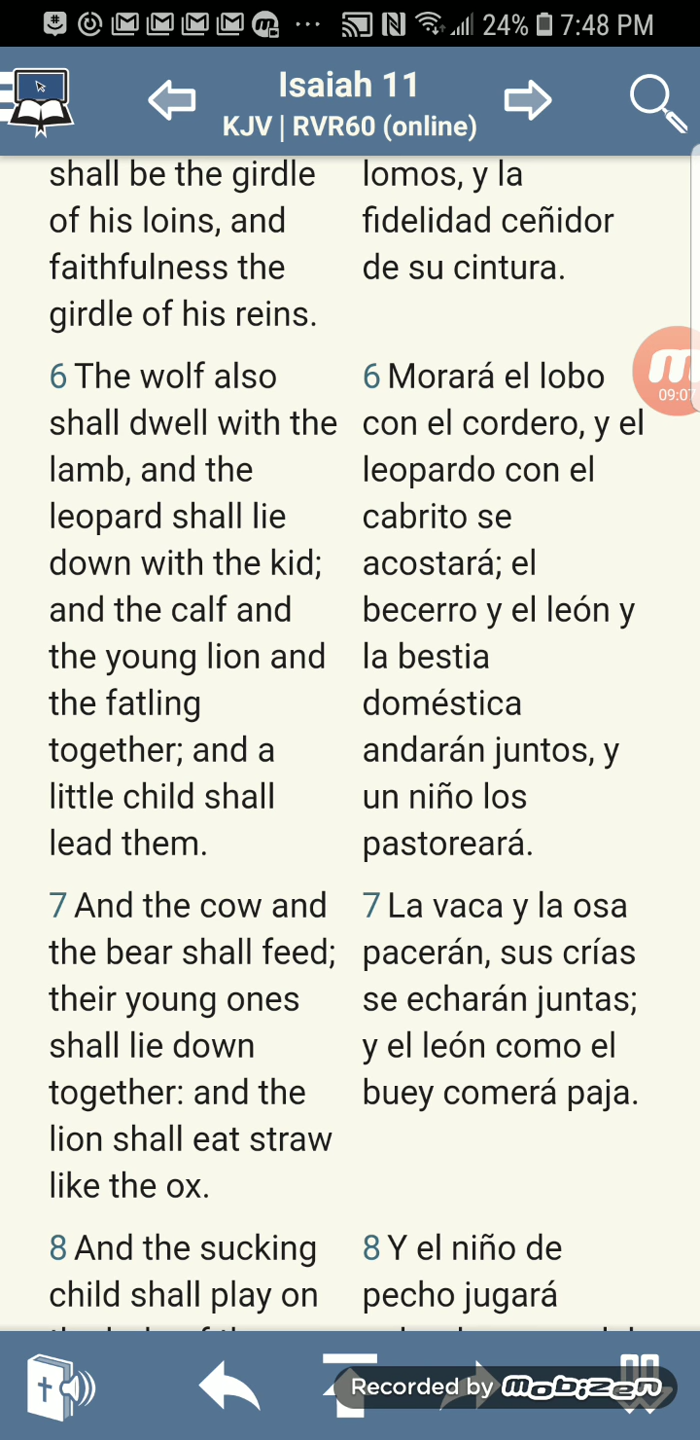 24% 7:48 PM
Isaiah 11
KJV | RVR60 (online)
shall be the girdle
of his loins, and
faithfulness the
girdle of his reins.
6 The wolf also
shall dwell with the
lamb, and the
leopard shall lie
down with the kid;
and the calf and
the young lion and
the fatling
together; and a
little child shall
lead them.
7 And the cow and
the bear shall feed;
their young ones
shall lie down
together: and the
lion shall eat straw
like the ox.
8 And the sucking
child shall play on
lomos, y la
fidelidad ceñidor
de su cintura.
6 Morará el lobo
con el cordero, y el
leopardo con el
cabrito se
acostará; el
becerro y el león y
la bestia
doméstica
andarán juntos, y
un niño los
pastoreará.
7 La vaca y la osa
pacerán, sus crías
se echarán juntas;
y el león como el
buey comerá paja.
8 Y el niño de
pecho jugará
m
09:07
Recorded by Mobizen